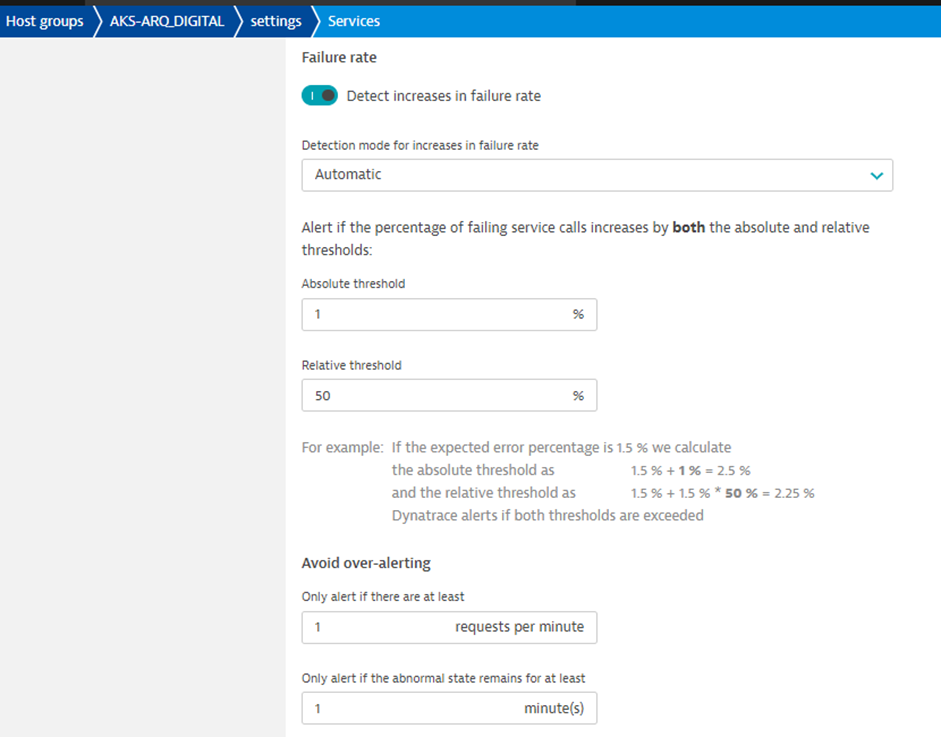 Host groups AKS-ARQ_DIGITAL settings Services
Failure rate
Detect increases in failure rate
Detection mode for increases in failure rate
Automatic
Alert if the percentage of failing service calls increases by both the absolute and relative
thresholds:
Absolute threshold
1 %
Relative threshold
50 %
For example: If the expected error percentage is 1.5 % we calculate
the absolute threshold as 1.5 % + 1 % = 2.5 %
and the relative threshold as 1.5 % + 1.5 % * 50 % = 2.25 %
Dynatrace alerts if both thresholds are exceeded
Avoid over-alerting
Only alert if there are at least
1 requests per minute
Only alert if the abnormal state remains for at least
1 minute(s)